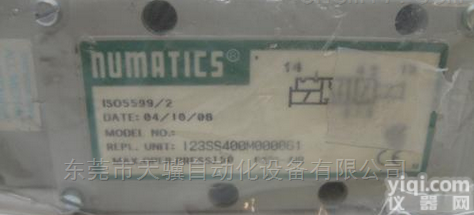 numatics®
14
ISO5599/2
DATE: 04/16/08
MODEL NO.:
REPL. UNIT: 123SS400M000061
MAX.
东莞市天骥自动化设备有限公司
yiqi.com
仪器网